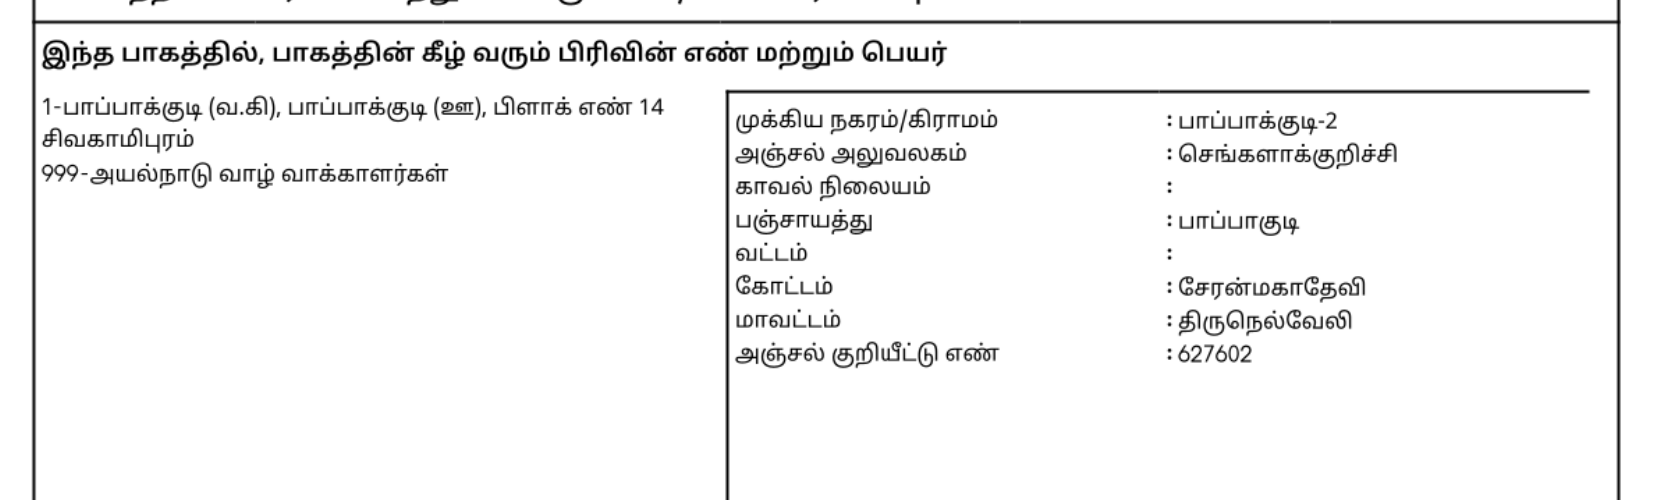 இந்த பாகத்தில், பாகத்தின் கீழ் வரும் பிரிவின் எண் மற்றும் பெயர்
1-பாப்பாக்குடி (வ.கி), பாப்பாக்குடி (ஊ), பிளாக் எண் 14
சிவகாமிபுரம்
999-அயல்நாடு வாழ் வாக்காளர்கள்
முக்கிய நகரம்/கிராமம் : பாப்பாக்குடி-2
அஞ்சல் அலுவலகம் : செங்களாக்குறிச்சி
காவல் நிலையம் :
பஞ்சாயத்து : பாப்பாகுடி
வட்டம் :
கோட்டம் : சேரன்மகாதேவி
மாவட்டம் : திருநெல்வேலி
அஞ்சல் குறியீட்டு எண் : 627602